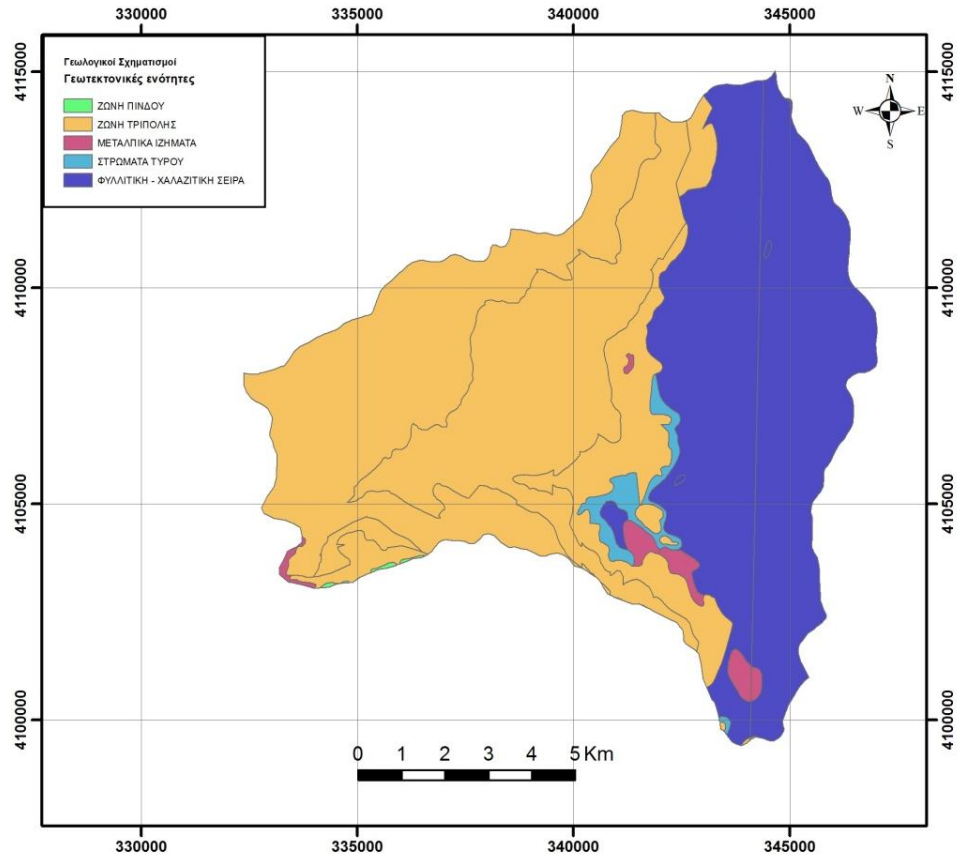 330000 335000 340000 345000
4115000 4115000
Γεωλογικοί Σχηματισμοί
Γεωτεκτονικές ενότητες
ΖΩΝΗ ΠΙΝΔΟΥ
ΖΩΝΗ ΤΡΙΠΟΛΗΣ
ΜΕΤΑΛΠΙΚΑ ΙΖΗΜΑΤΑ
ΣΤΡΩΜΑΤΑ ΤΥΡΟΥ
ΦΥΛΛΙΤΙΚΗ - ΧΑΛΑΖΙΤΙΚΗ ΣΕΙΡΑ
N
W E
S
4110000 4110000
4105000 4105000
4100000 4100000
0 1 2 3 4 5 Km
330000 335000 340000 345000